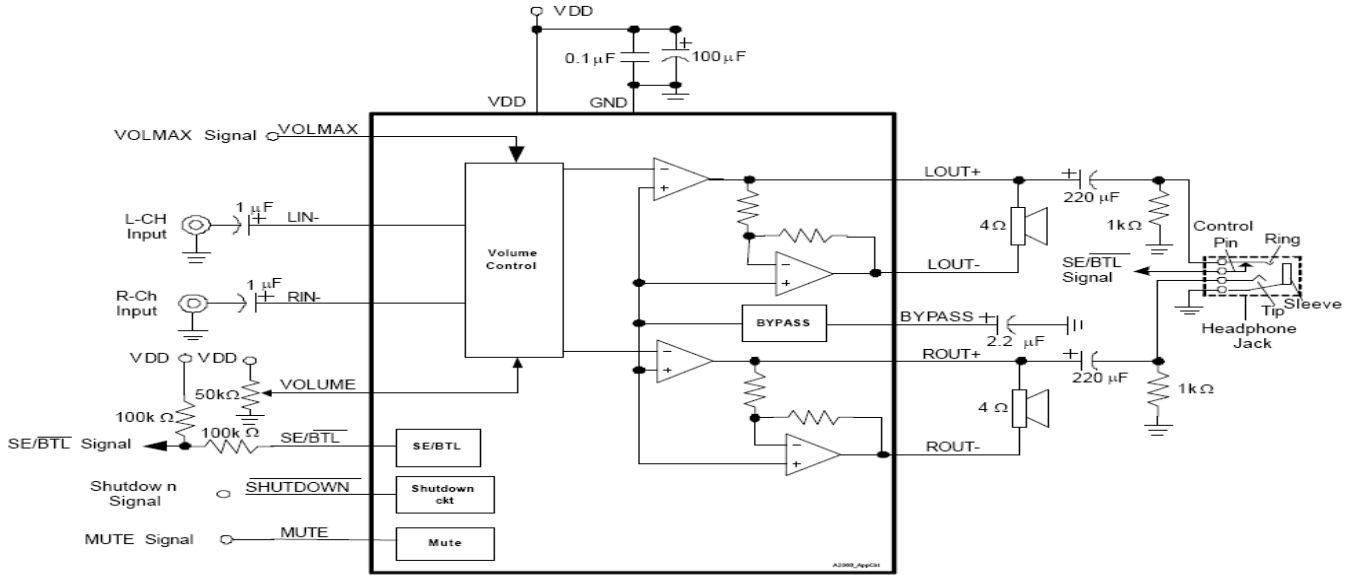 VDD
0.1 μF
100 μF
VDD
GND
VOLMAX Signal
VOLMAX
L-CH
Input
1 μF
LIN-
R-Ch
Input
1 μF
RIN-
Volume
Control
VDD
VDD
50kΩ
VOLUME
100k Ω
100k Ω
SE/BTL Signal
SE/BTL
SE/BTL
Shutdown
Signal
SHUTDOWN
Shutdown
ckt
MUTE Signal
MUTE
Mute
BYPASS
LOUT+
220 μF
4 Ω
1kΩ
LOUT-
SE/BTL
Signal
Control
Pin
Ring
Tip
Sleeve
Headphone
Jack
BYPASS
2.2 μF
ROUT+
220 μF
4 Ω
1kΩ
ROUT-